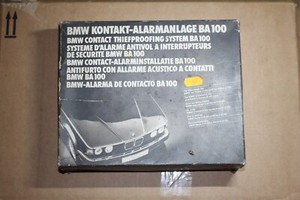 BMW KONTAKT-ALARMANLAGE BA 100
BMW CONTACT THIEFPROOFING SYSTEM BA 100
SYSTEME D'ALARME ANTIVOL A INTERRUPTEURS
DE SECURITE BMW BA 100
BMW CONTACT-ALARMINSTALLATIE BA 100
ANTIFURTO CON ALLARME ACUSTICO A CONTATTI
BMW BA 100
BMW-ALARMA DE CONTACTO BA 100